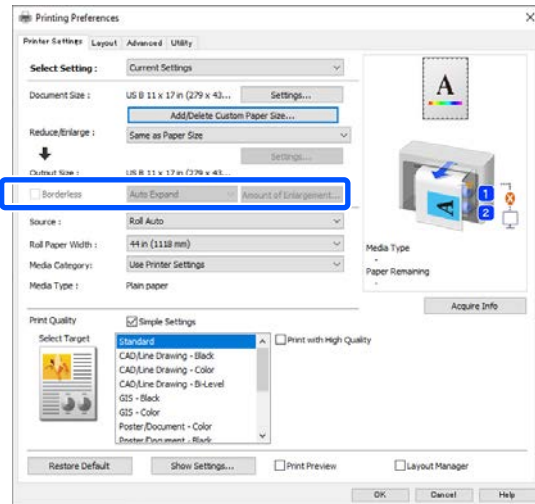 Printing Preferences
Printer Settings Layout Advanced Utility
Select Setting : Current Settings
Document Size : US B 11 x 17 in (279 x 43... Settings...
Add/Delete Custom Paper Size...
Reduce/Enlarge : Same as Paper Size
Settings...
Output Size : US B 11 x 17 in (279 x 43...
Borderless Auto Expand Amount of Enlargement...
Source : Roll Auto
Roll Paper Width : 44 in (1118 mm)
Media Category: Use Printer Settings
Media Type : Plain paper
A
A
1
2
Media Type
-
Paper Remaining
-
Acquire Info
Print Quality Simple Settings
Select Target
Standard
CAD/Line Drawing - Black
CAD/Line Drawing - Color
CAD/Line Drawing - Bi-Level
GIS - Black
GIS - Color
Poster/Document - Color
Poster/Document - Black
Print with High Quality
Restore Default Show Settings... Print Preview Layout Manager
OK Cancel Help